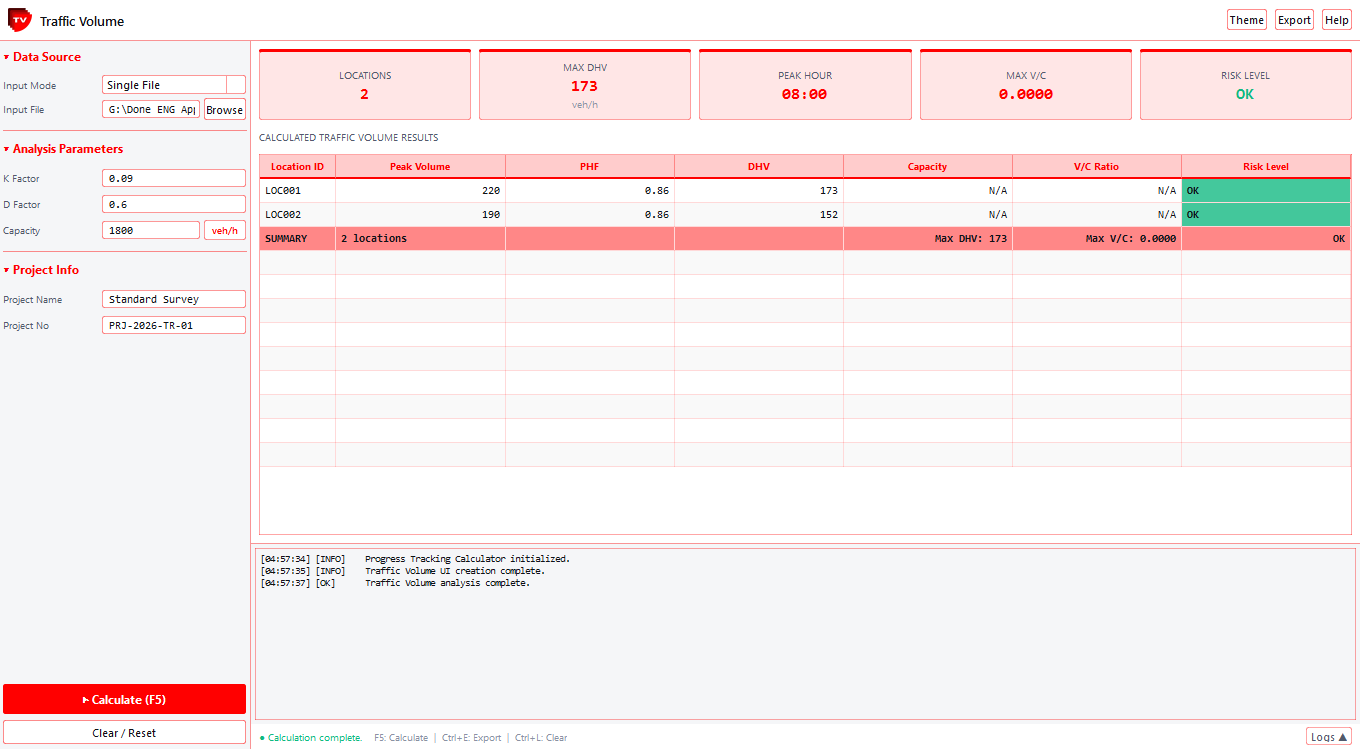 TV Traffic Volume Theme Export Help
▾ Data Source
Input Mode Single File
Input File G:\Done ENG Ap Browse
▾ Analysis Parameters
K Factor 0.09
D Factor 0.6
Capacity 1800 veh/h
▾ Project Info
Project Name Standard Survey
Project No PRJ-2026-TR-01
▶ Calculate (F5)
Clear / Reset
LOCATIONS
2
MAX DHV
173
veh/h
PEAK HOUR
08:00
MAX V/C
0.0000
RISK LEVEL
OK
CALCULATED TRAFFIC VOLUME RESULTS
Location ID Peak Volume PHF DHV Capacity V/C Ratio Risk Level
LOC001 220 0.86 173 N/A N/A OK
LOC002 190 0.86 152 N/A N/A OK
SUMMARY 2 locations Max DHV: 173 Max V/C: 0.0000 OK
[04:57:34] [INFO] Progress Tracking Calculator initialized.
[04:57:35] [INFO] Traffic Volume UI creation complete.
[04:57:37] [OK] Traffic Volume analysis complete.
● Calculation complete. F5: Calculate | Ctrl+E: Export | Ctrl+L: Clear Logs ▲